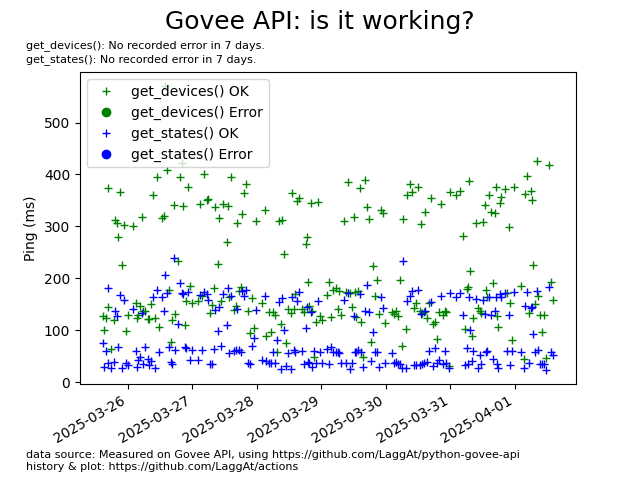 Govee API: is it working?
get_devices(): No recorded error in 7 days.
get_states(): No recorded error in 7 days.
get_devices() OK
get_devices() Error
get_states() OK
get_states() Error
500
400
300
200
100
0
Ping (ms)
2025-03-26
2025-03-27
2025-03-28
2025-03-29
2025-03-30
2025-03-31
2025-04-01
data source: Measured on Govee API, using https://github.com/LaggAt/python-govee-api
history & plot: https://github.com/LaggAt/actions